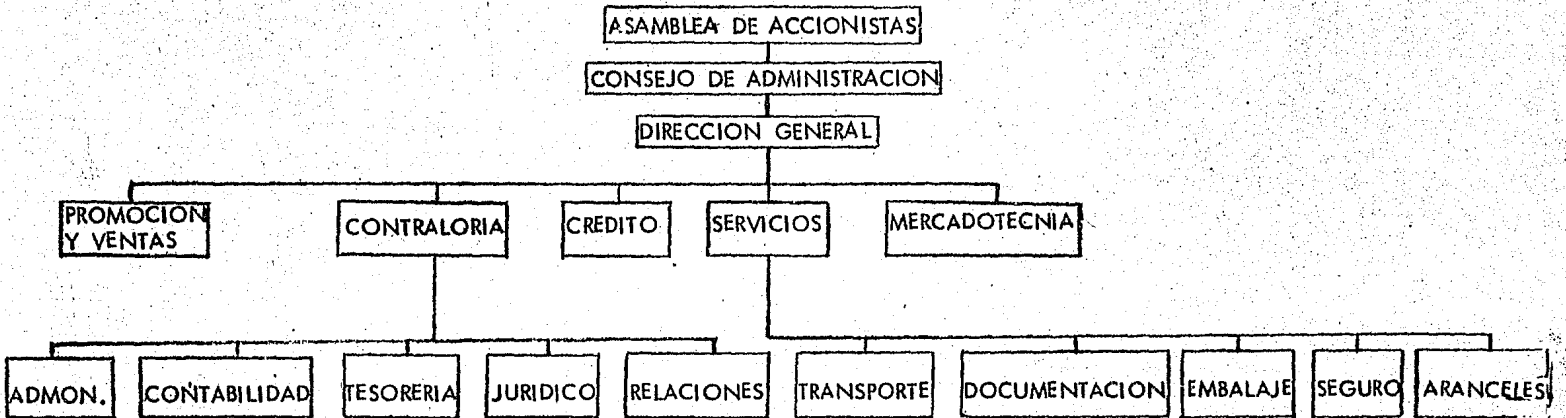 ASAMBLEA DE ACCIONISTAS
CONSEJO DE ADMINISTRACION
DIRECCION GENERAL
PROMOCION
Y VENTAS
CONTRALORIA
CREDITO
SERVICIOS
MERCADOTECNIA
ADMON.
CONTABILIDAD
TESORERIA
JURIDICO
RELACIONES
TRANSPORTE
DOCUMENTACION
EMBALAJE
SEGURO
ARANCELES